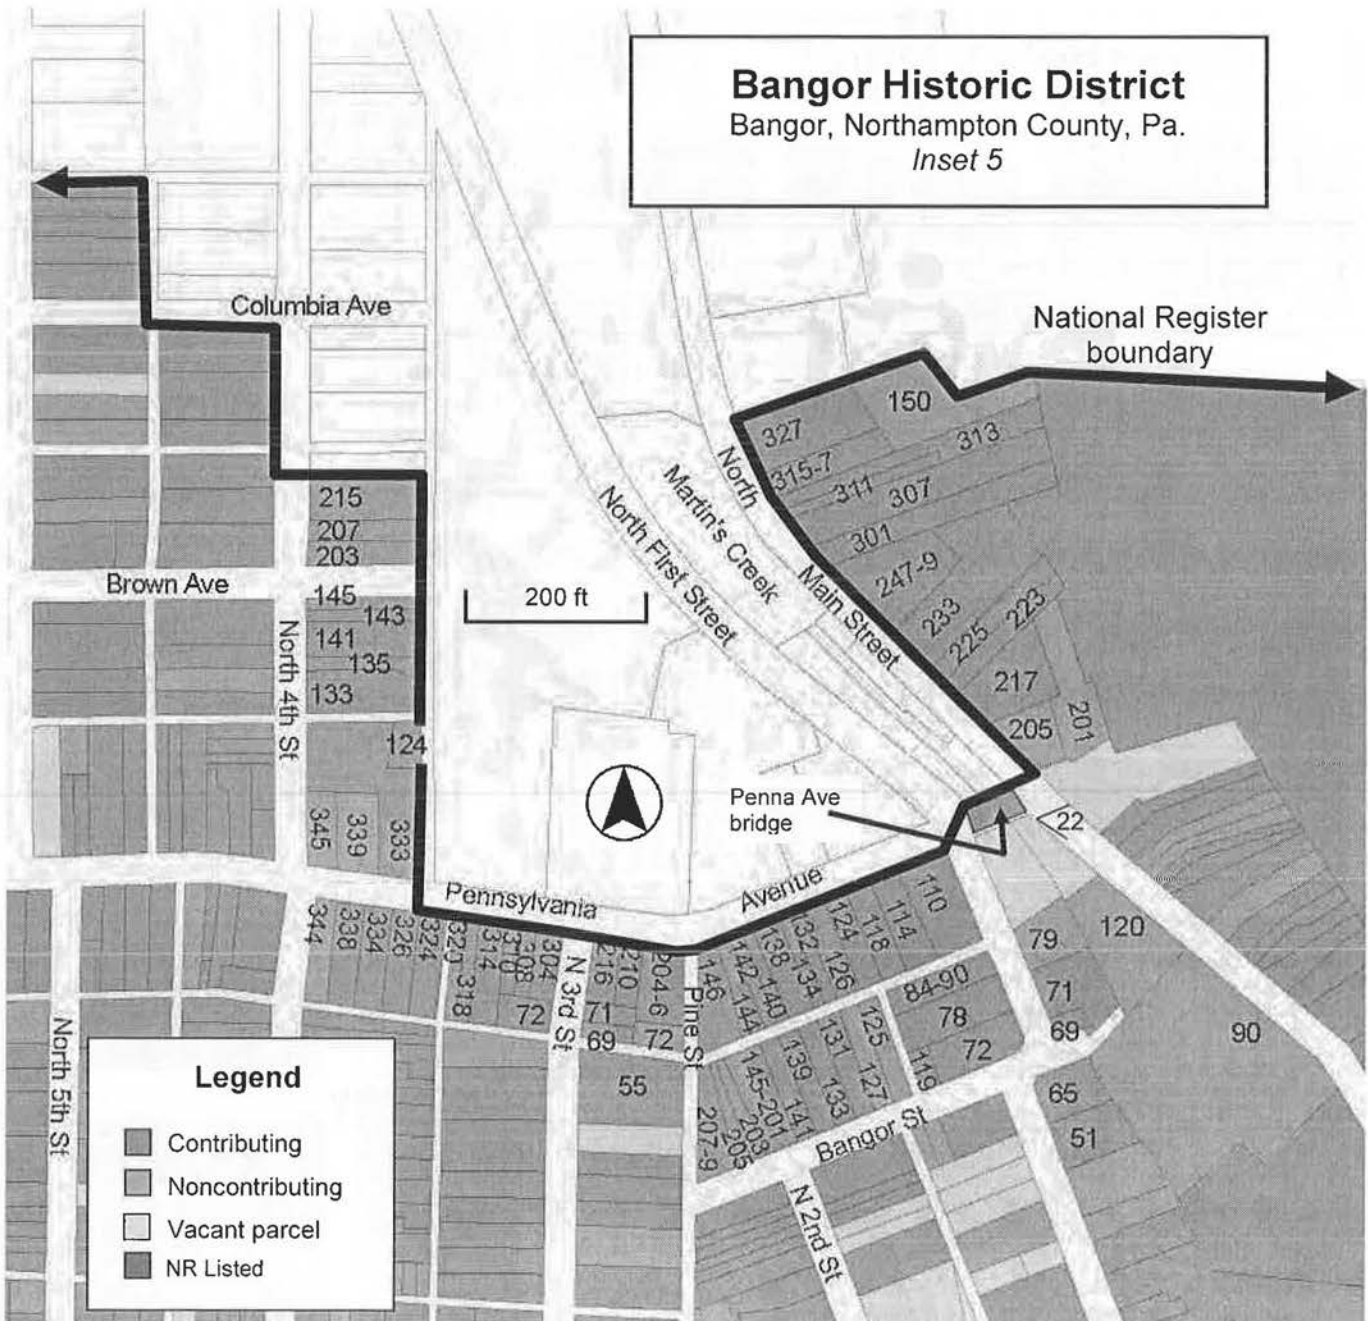 Bangor Historic District
Bangor, Northampton County, Pa.
Inset 5
National Register
boundary
Columbia Ave
150
327
313
315-7
311
307
301
North
Main Street
Martin's Creek
North First Street
247-9
233
225
223
217
205
201
215
207
203
Brown Ave
145
143
141
135
133
North 4th St
200 ft
124
345
339
333
Penna Ave
bridge
22
Pennsylvania
Avenue
344
338
334
326
324
320
318
314
310
308
304
72
N 3rd St
216
210
204-6
71
69
72
55
Pine St
146
142-144
138-140
132-134
124
126
118
114
110
84-90
78
72
79
71
69
65
51
120
90
125
127
119
131
133
139
141
145-201
203
205
207-9
Bangor St
N 2nd St
North 5th St
Legend
Contributing
Noncontributing
Vacant parcel
NR Listed